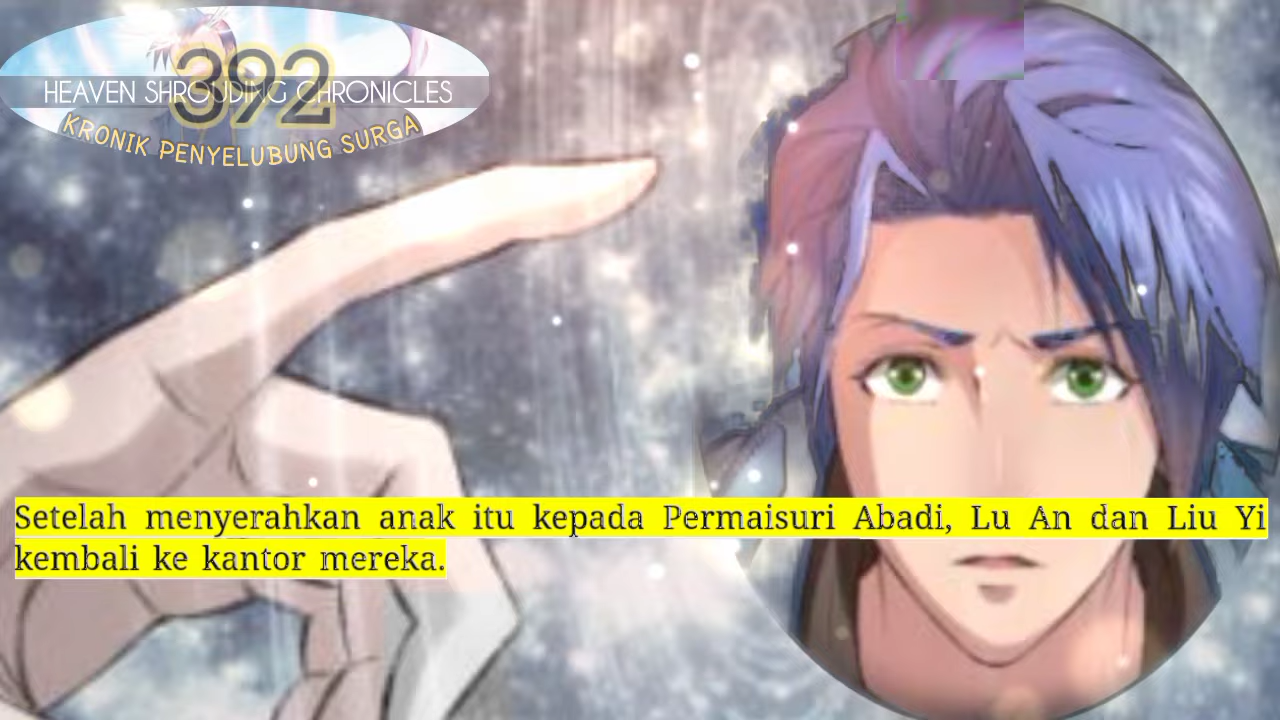 392
HEAVEN SHROUDING CHRONICLES
KRONIK PENYELUBUNG SURGA
Setelah menyerahkan anak itu kepada Permaisuri Abadi, Lu An dan Liu Yi
kembali ke kantor mereka.